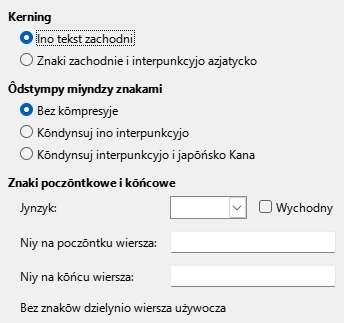 Kerning
Ino tekst zachodni
Znaki zachodnie i interpunkcyjo azjatycko
Ôdstympy miyndzy znakami
Bez kōmpresyje
Kōndynsuj ino interpunkcyjo
Kōndynsuj interpunkcyjo i japōńsko Kana
Znaki poczōntkowe i kōńcowe
Jynzyk:
Wychodny
Niy na poczōntku wiersza:
Niy na kōńcu wiersza:
Bez znakōw dzielynio wiersza używocza